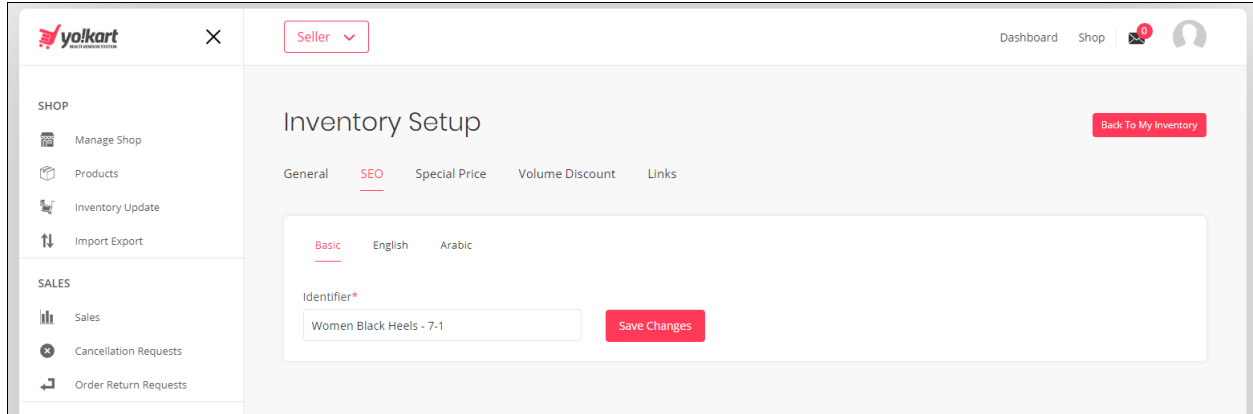 yo!kart
MULTI VENDOR SYSTEM
Seller
Dashboard
Shop
0
SHOP
Manage Shop
Products
Inventory Update
Import Export
SALES
Sales
Cancellation Requests
Order Return Requests
Inventory Setup
Back To My Inventory
General SEO Special Price Volume Discount Links
Basic English Arabic
Identifier*
Women Black Heels - 7-1
Save Changes